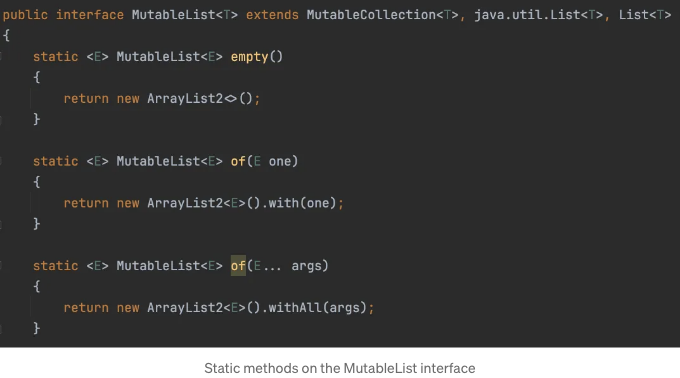 public interface MutableList<T> extends MutableCollection<T>, java.util.List<T>, List<T>
{
    static <E> MutableList<E> empty()
    {
        return new ArrayList2<>();
    }

    static <E> MutableList<E> of(E one)
    {
        return new ArrayList2<E>().with(one);
    }

    static <E> MutableList<E> of(E... args)
    {
        return new ArrayList2<E>().withAll(args);
    }
Static methods on the MutableList interface